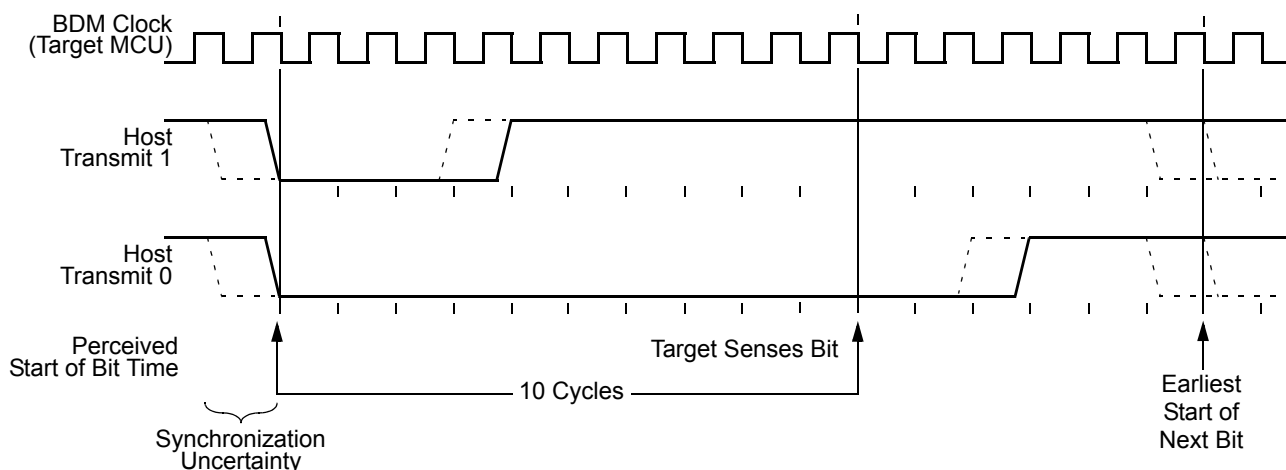 BDM Clock
(Target MCU)
Host
Transmit 1
Host
Transmit 0
Perceived
Start of Bit Time
Target Senses Bit
10 Cycles
Earliest
Start of
Next Bit
Synchronization
Uncertainty